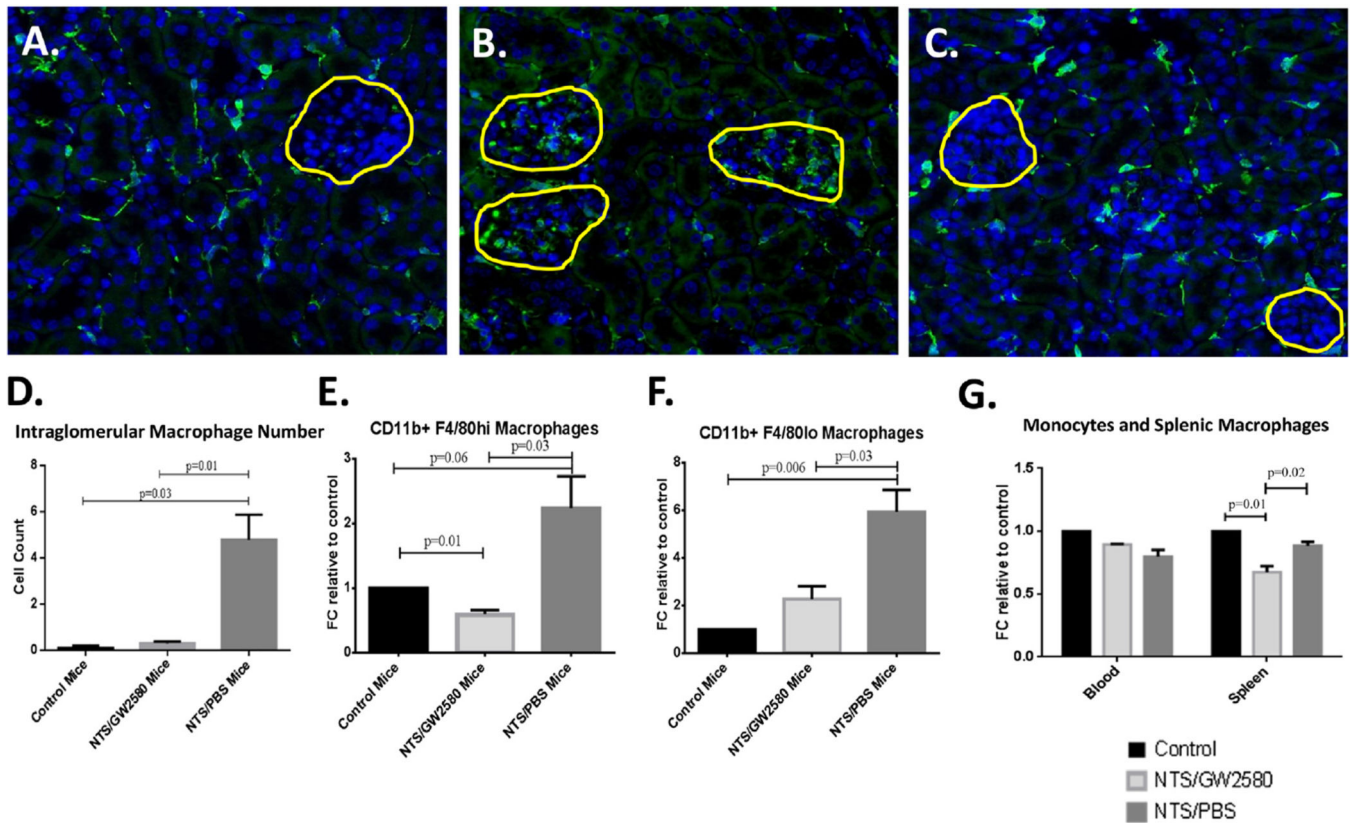 A.
B.
C.
D.
Intraglomerular Macrophage Number
Cell Count
8
6
4
2
0
p=0.01
p=0.03
Control Mice
NTS/GW2580 Mice
NTS/PBS Mice
E.
CD11b+ F4/80hi Macrophages
FC relative to control
3
2
1
0
p=0.03
p=0.06
p=0.01
Control Mice
NTS/GW2580 Mice
NTS/PBS Mice
F.
CD11b+ F4/80lo Macrophages
FC relative to control
8
6
4
2
0
p=0.03
p=0.006
Control Mice
NTS/GW2580 Mice
NTS/PBS Mice
G.
Monocytes and Splenic Macrophages
FC relative to control
1.5
1.0
0.5
0.0
p=0.02
p=0.01
Blood
Spleen
Control
NTS/GW2580
NTS/PBS